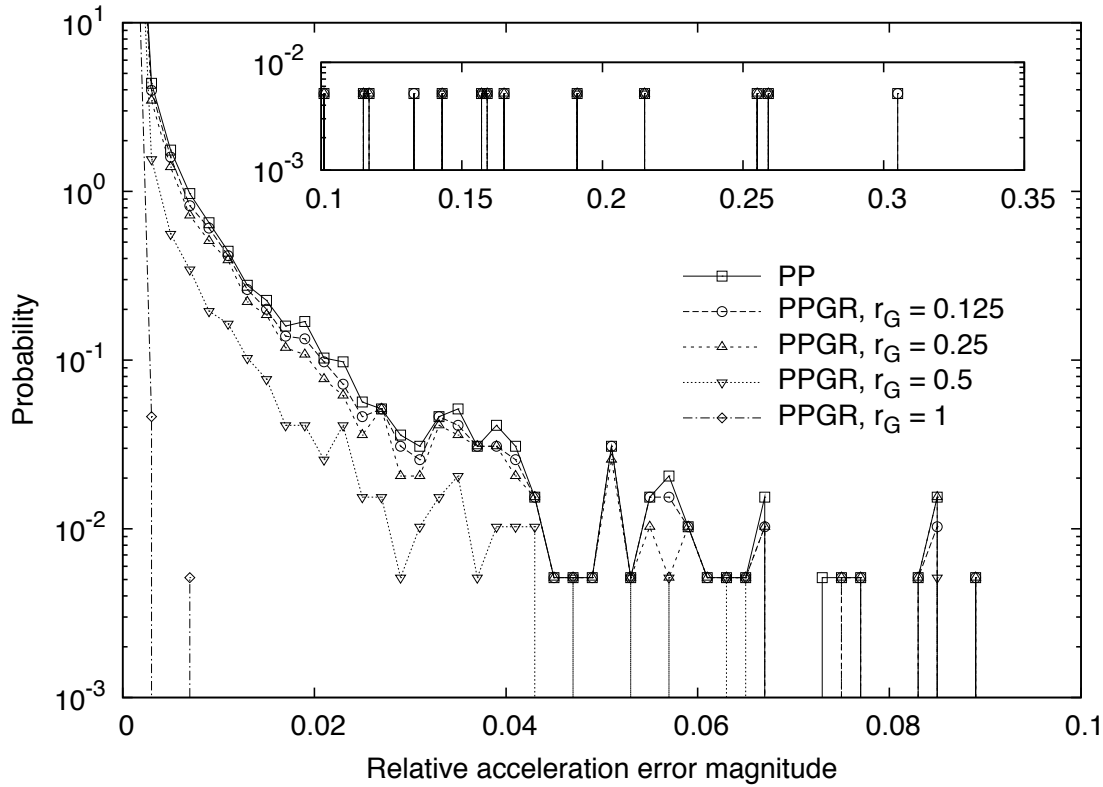 10^1
10^0
10^-1
10^-2
10^-3
Probability
10^-2
10^-3
0.1 0.15 0.2 0.25 0.3 0.35
PP
PPGR, r_G = 0.125
PPGR, r_G = 0.25
PPGR, r_G = 0.5
PPGR, r_G = 1
0 0.02 0.04 0.06 0.08 0.1
Relative acceleration error magnitude